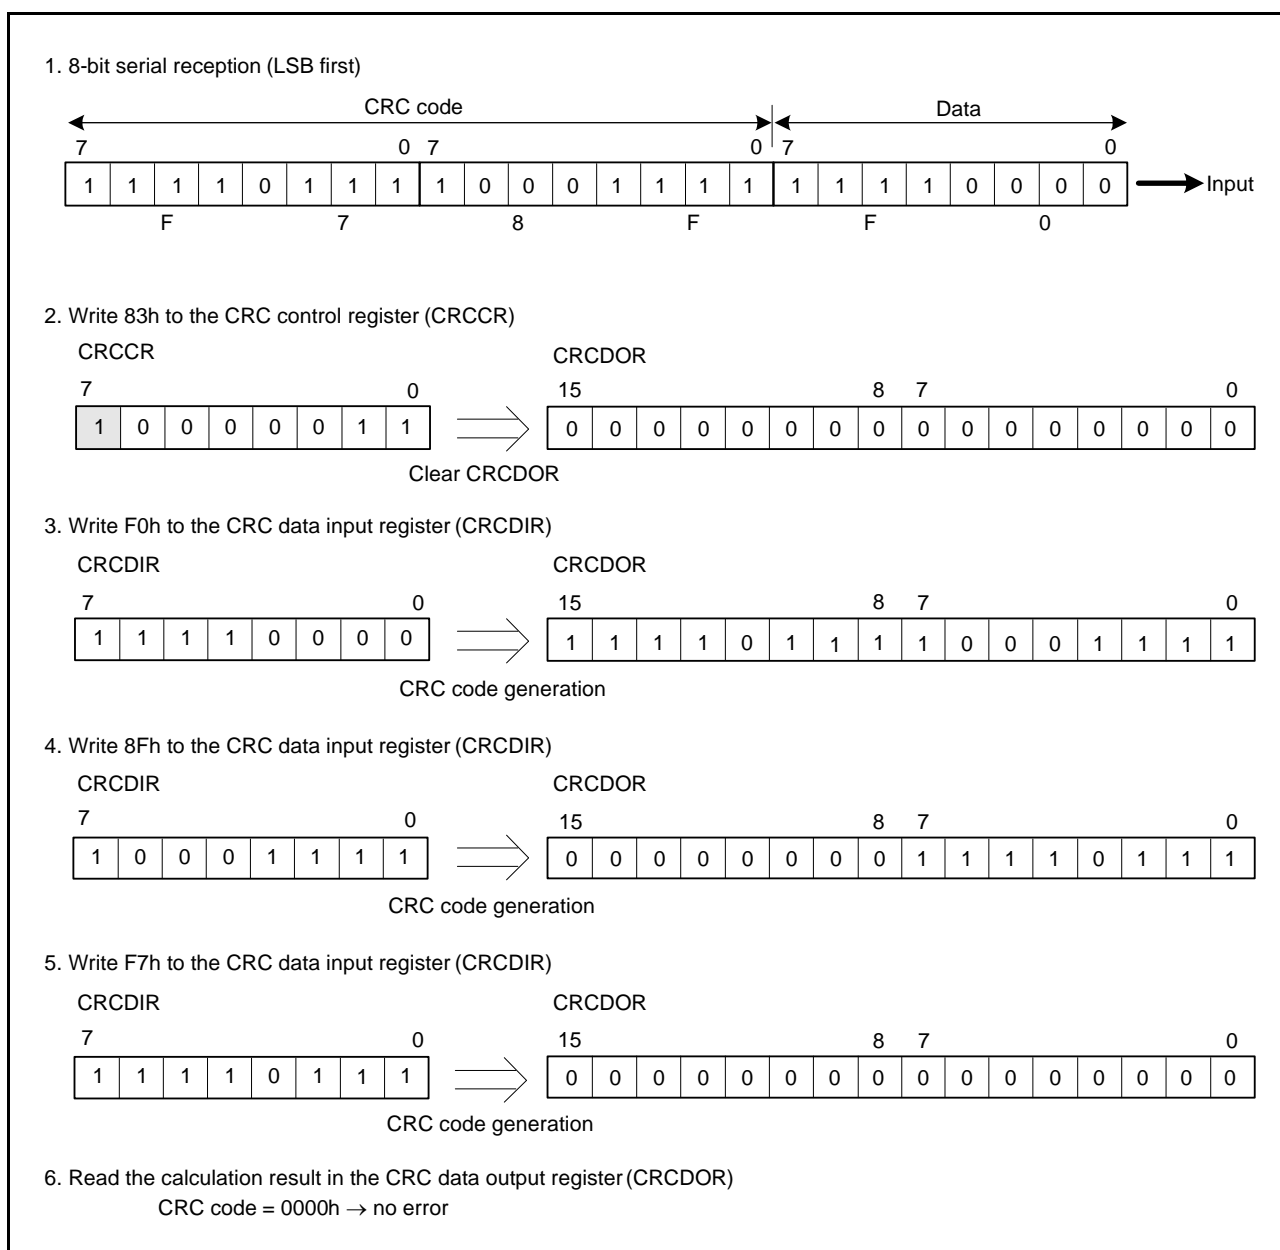 1. 8-bit serial reception (LSB first)
CRC code Data
7 0 7 0 7 0
1 1 1 1 0 1 1 1 1 0 0 0 1 1 1 1 1 1 1 1 0 0 0 0 Input
F 7 8 F F 0
2. Write 83h to the CRC control register (CRCCR)
CRCCR CRCDOR
7 0 15 8 7 0
1 0 0 0 0 0 1 1 0 0 0 0 0 0 0 0 0 0 0 0 0 0 0 0
Clear CRCDOR
3. Write F0h to the CRC data input register (CRCDIR)
CRCDIR CRCDOR
7 0 15 8 7 0
1 1 1 1 0 0 0 0 1 1 1 1 0 1 1 1 1 0 0 0 1 1 1 1
CRC code generation
4. Write 8Fh to the CRC data input register (CRCDIR)
CRCDIR CRCDOR
7 0 15 8 7 0
1 0 0 0 1 1 1 1 0 0 0 0 0 0 0 0 1 1 1 1 0 1 1 1
CRC code generation
5. Write F7h to the CRC data input register (CRCDIR)
CRCDIR CRCDOR
7 0 15 8 7 0
1 1 1 1 0 1 1 1 0 0 0 0 0 0 0 0 0 0 0 0 0 0 0 0
CRC code generation
6. Read the calculation result in the CRC data output register (CRCDOR)
CRC code = 0000h → no error